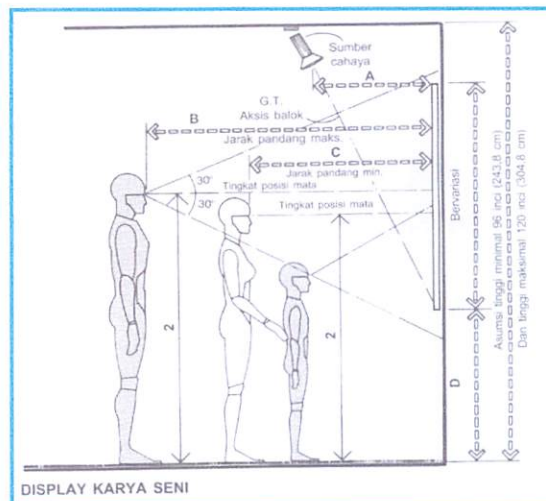 Sumber
cahaya
A
G.T.
Aksis balok
B
Jarak pandang maks.
C
Jarak pandang min.
30°
Tingkat posisi mata
30°
Tingkat posisi mata
2
2
D
Bervariasi
Asumsi tinggi minimal 96 inci (243,8 cm)
Dan tinggi maksimal 120 inci (304.8 cm)
DISPLAY KARYA SENI